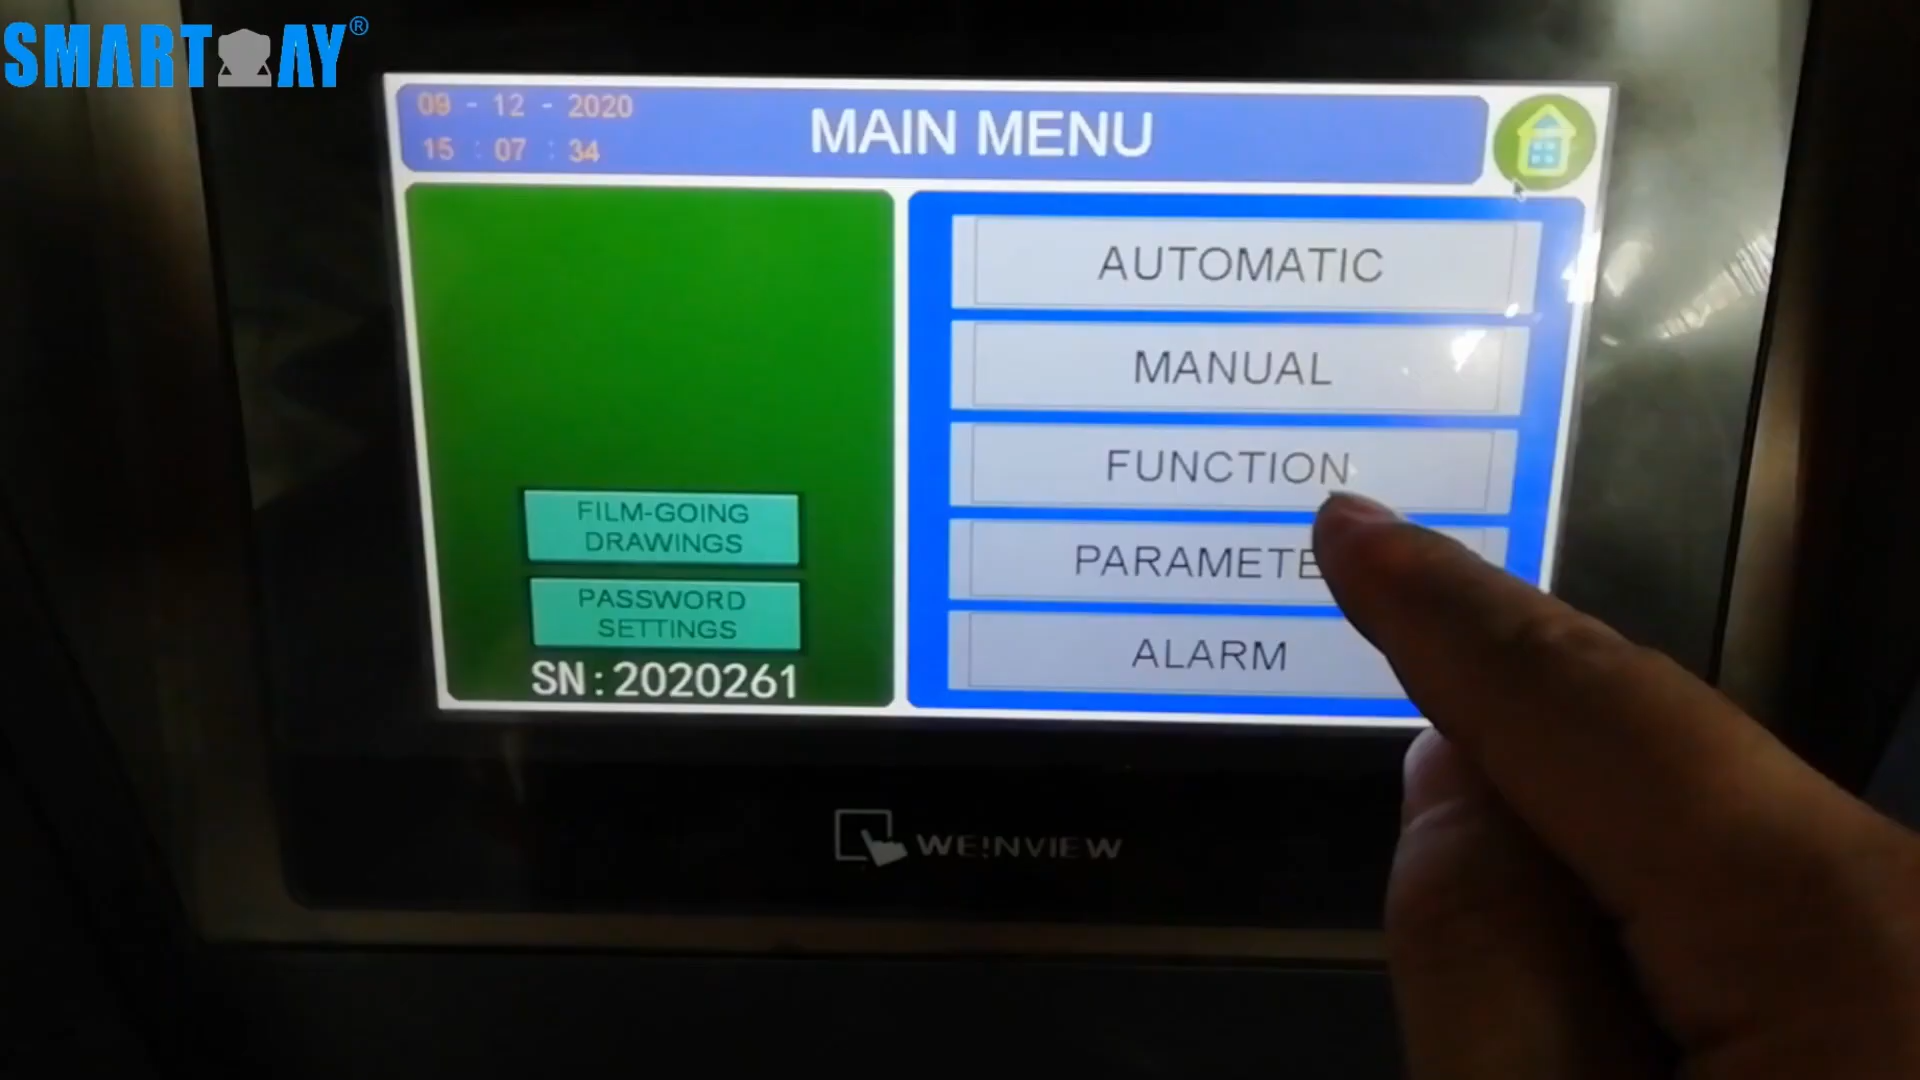 SMART AY®
09 - 12 - 2020
15 : 07 : 34
MAIN MENU
AUTOMATIC
MANUAL
FUNCTION
PARAMETE
ALARM
FILM-GOING
DRAWINGS
PASSWORD
SETTINGS
SN:2020261
WE!NVIEW